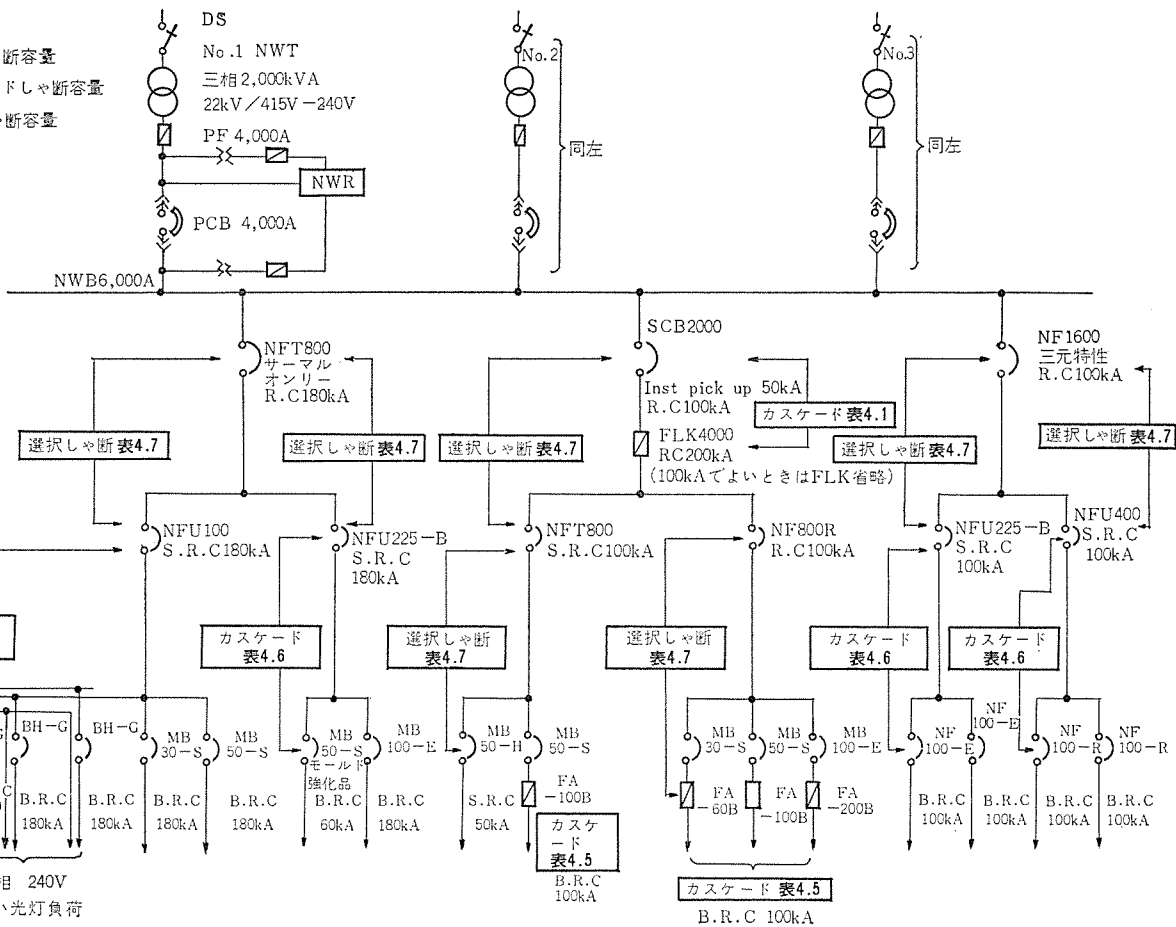 断容量
ドしゃ断容量
断容量
DS
No.1 NWT
三相2,000kVA
22kV/415V-240V
PF 4,000A
NWR
PCB 4,000A
NWB6,000A
No.2
同左
No.3
同左
NFT800
サーマル
オンリー
R.C180kA
SCB2000
Inst pick up 50kA
R.C100kA
カスケード表4.1
FLK4000
RC200kA
(100kAでよいときはFLK省略)
NF1600
三元特性
R.C100kA
選択しゃ断表4.7
選択しゃ断表4.7
選択しゃ断表4.7
選択しゃ断表4.7
選択しゃ断表4.7
NFU100
S.R.C180kA
NFU225-B
S.R.C
180kA
NFT800
S.R.C100kA
NF800R
R.C100kA
NFU225-B
S.R.C
100kA
NFU400
S.R.C
100kA
カスケード
表4.6
選択しゃ断
表4.7
選択しゃ断
表4.7
カスケード
表4.6
カスケード
表4.6
BH-G
BH-G
MB
30-S
MB
50-S
MB
50-S
モールド
強化品
MB
100-E
MB
50-H
MB
50-S
MB
30-S
MB
50-S
MB
100-E
NF
100-E
NF
100-E
NF
100-R
NF
100-R
FA
-100B
FA
-60B
FA
-100B
FA
-200B
B.R.C
180kA
B.R.C
180kA
B.R.C
180kA
B.R.C
180kA
B.R.C
60kA
B.R.C
180kA
S.R.C
50kA
カスケ
ード
表4.5
B.R.C
100kA
カスケード 表4.5
B.R.C 100kA
B.R.C
100kA
B.R.C
100kA
B.R.C
100kA
B.R.C
100kA
相 240V
い光灯負荷